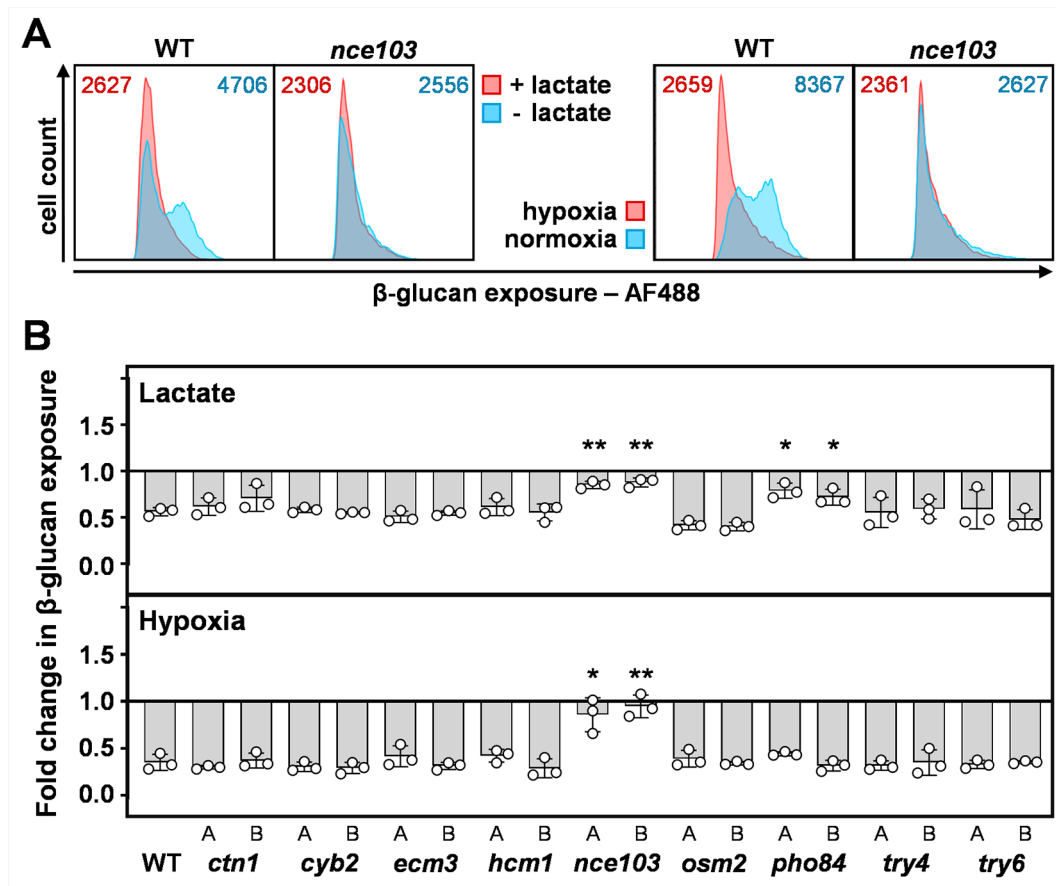 A
WT
nce103
WT
nce103
2627
4706
2306
2556
+ lactate
- lactate
2659
8367
2361
2627
hypoxia
normoxia
cell count
β-glucan exposure – AF488
B
Fold change in β-glucan exposure
Lactate
1.5
1.0
0.5
0.0
** ** * *
Hypoxia
1.5
1.0
0.5
0.0
* **
A B A B A B A B A B A B A B A B A B
WT ctn1 cyb2 ecm3 hcm1 nce103 osm2 pho84 try4 try6